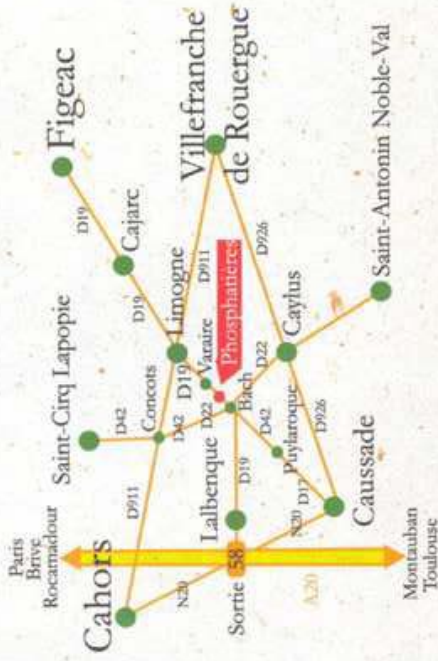 Paris
Brive
Rocamadour
Cahors
Saint-Cirq Lapopie
Figeac
D19
Cajarc
D19
D42
Concots
D911
D42
Limogne
D911
Villefranche
de Rouergue
D19
Varaire
D22
Phosphatières
Bach
D22
D926
N20
Lalbenque
D19
Sortie 58
D42
Puylaroque
D17
N20
Caylus
D926
Saint-Antonin Noble-Val
Caussade
A20
Montauban
Toulouse